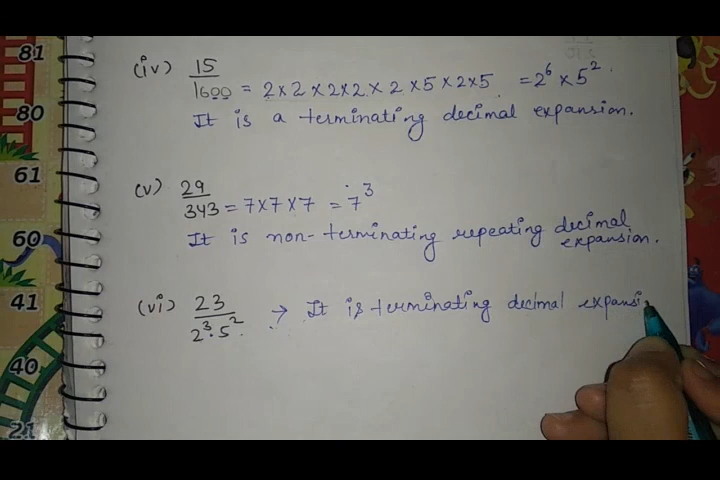 81
80
61
60
41
40
21
(iv) 15/1600 = 2×2×2×2×2×5×2×5 = 2⁶×5²
It is a terminating decimal expansion.
(v) 29/343 = 7×7×7 = 7³
It is non-terminating repeating decimal
expansion.
(vi) 23/2³·5² → It is terminating decimal expansi